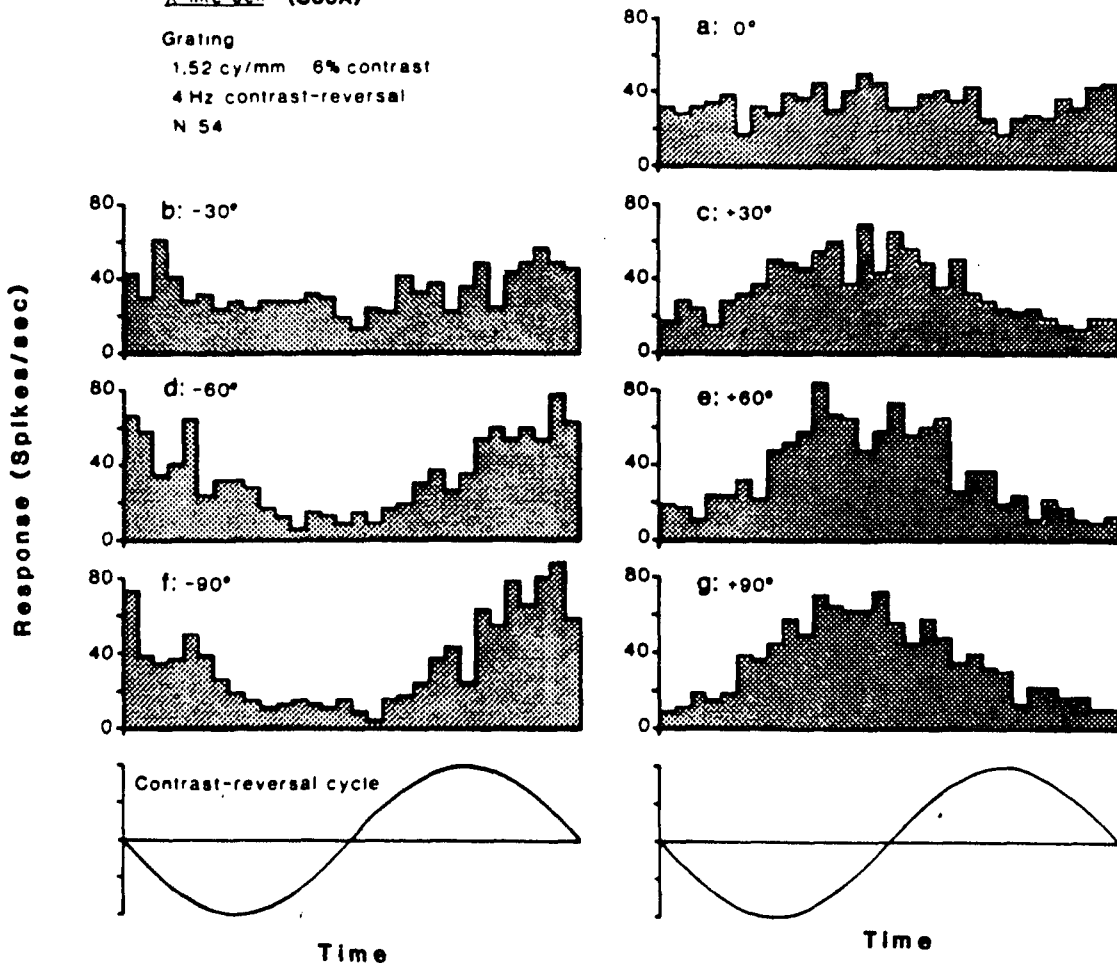 Grating
1.52 cy/mm 6% contrast
4 Hz contrast-reversal
N 54
a: 0°
80
40
0
b: -30°
80
40
0
c: +30°
80
40
0
d: -60°
80
40
0
e: +60°
80
40
0
f: -90°
80
40
0
g: +90°
80
40
0
Response (Spikes/sec)
Contrast-reversal cycle
Time
Time